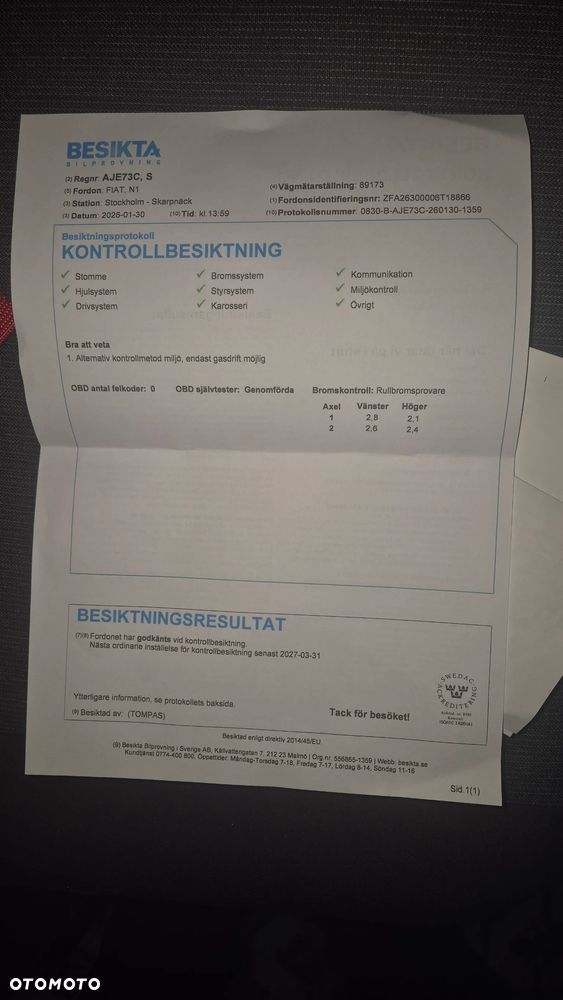 BESIKTA
BILPROVNING
(2) Regnr: AJE73C, S
(5) Fordon: FIAT, N1
(3) Station: Stockholm - Skarpnäck
(3) Datum: 2026-01-30 (10) Tid: kl.13:59
(4) Vägmätarställning: 89173
(1) Fordonsidentifieringsnr: ZFA26300006T18866
(10) Protokollsnummer: 0830-B-AJE73C-260130-1359
Besiktningsprotokoll
KONTROLLBESIKTNING
Stomme Bromssystem Kommunikation
Hjulsystem Styrsystem Miljökontroll
Drivsystem Karosseri Övrigt
Bra att veta
1. Alternativ kontrollmetod miljö, endast gasdrift möjlig
OBD antal felkoder: 0 OBD självtester: Genomförda Bromskontroll: Rullbromsprovare
Axel Vänster Höger
1 2,8 2,1
2 2,6 2,4
BESIKTNINGSRESULTAT
(7)(8) Fordonet har godkänts vid kontrollbesiktning.
Nästa ordinarie inställelse för kontrollbesiktning senast 2027-03-31
Ytterligare information, se protokollets baksida.
(9) Besiktad av: (TOMPAS)
Tack för besöket!
SWEDAC
ACKREDITERING
Besiktad enligt direktiv 2014/45/EU
(9) Besikta Bilprovning i Sverige AB, Källvattengatan 7, 212 23 Malmö | Org.nr. 556865-1359 | Webb: besikta.se
Kundtjänst 0774-400 800, Öppettider: Måndag-Torsdag 7-18, Fredag 7-17, Lördag 8-14, Söndag 11-16
Sid 1(1)
OTOMOTO